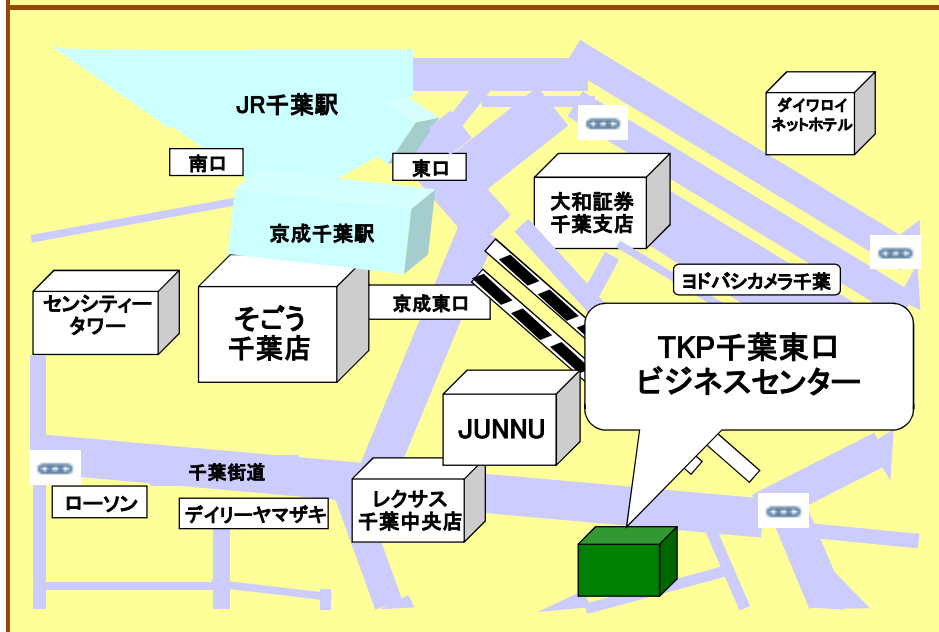 JR千葉駅
ダイワロイ
ネットホテル
南口
東口
大和証券
千葉支店
京成千葉駅
ヨドバシカメラ千葉
センシティー
タワー
そごう
千葉店
京成東口
TKP千葉東口
ビジネスセンター
JUNNU
千葉街道
ローソン
デイリーヤマザキ
レクサス
千葉中央店